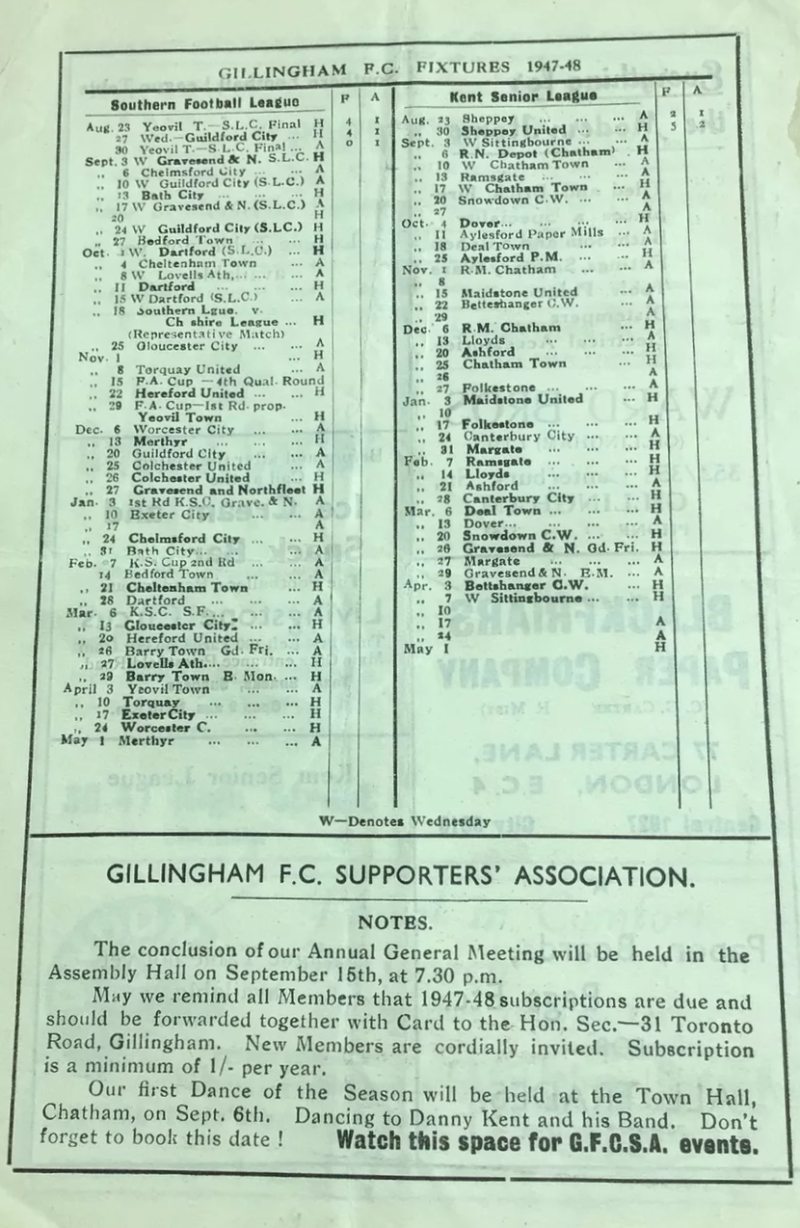 GILLINGHAM F.C. FIXTURES 1947-48
Southern Football League F A
Aug. 23 Yeovil T.—S.L.C. Final H 4 1
27 Wed.—Guildford City ... H 4 1
30 Yeovil T.—S.L.C. Final ... A 0 1
Sept. 3 W Gravesend & N. S.L.C. H
„ 6 Chelmsford City ... ... A
„ 10 W Guildford City (S.L.C.) A
„ 13 Bath City ... ... ... H
„ 17 W Gravesend & N. (S.L.C.) A
20 H
„ 24 W Guildford City (S.L.C.) H
„ 27 Bedford Town ... ... H
Oct. 1 W. Dartford (S.L.C.) ... H
„ 4 Cheltenham Town ... A
„ 8 W Lovells Ath. ... ... A
„ 11 Dartford ... ... ... H
„ 15 W Dartford (S.L.C.) ... A
„ 18 Southern Lgue. v.
Ch shire League ... H
(Representative Match)
„ 25 Gloucester City ... ... A
Nov. 1 ... H
„ 8 Torquay United ... A
„ 15 F.A. Cup —4th Qual. Round
„ 22 Hereford United ... ... H
„ 29 F.A. Cup—1st Rd. prop.
Yeovil Town ... H
Dec. 6 Worcester City ... ... A
„ 13 Merthyr ... ... ... H
„ 20 Guildford City ... ... A
„ 25 Colchester United ... A
„ 26 Colchester United ... H
„ 27 Gravesend and Northfleet H
Jan. 3 1st Rd K.S.C. Grave. & N. A
„ 10 Exeter City ... ... A
„ 17 A
„ 24 Chelmsford City ... ... H
„ 31 Bath City... ... ... A
Feb. 7 K.S. Cup 2nd Rd ... A
14 Bedford Town ... ... A
„ 21 Cheltenham Town ... H
„ 28 Dartford ... ... ... A
Mar. 6 K.S.C. S.F. ... ... ... A
„ 13 Gloucester City ... ... H
„ 20 Hereford United ... ... A
„ 26 Barry Town Gd. Fri. ... A
„ 27 Lovells Ath.... ... ... H
„ 29 Barry Town E. Mon. ... H
April 3 Yeovil Town ... ... A
„ 10 Torquay ... ... ... H
„ 17 Exeter City ... ... ... H
„ 24 Worcester C. ... ... H
May 1 Merthyr ... ... ... A
Kent Senior League F A
Aug. 23 Sheppey ... ... ... A 2 1
„ 30 Sheppey United ... ... H 5 2
Sept. 3 W Sittingbourne ... ... A
„ 6 R.N. Depot (Chatham) . H
„ 10 W Chatham Town ... A
„ 13 Ramsgate ... ... ... A
„ 17 W Chatham Town ... H
„ 20 Snowdown C.W. ... ... A
„ 27 A
Oct. 4 Dover... ... ... ... H
„ 11 Aylesford Paper Mills ... A
„ 18 Deal Town ... ... A
„ 25 Aylesford P.M. ... ... H
Nov. 1 R.M. Chatham ... ... A
„ 8
„ 15 Maidstone United ... A
„ 22 Betteshanger C.W. ... A
„ 29 A
Dec. 6 R.M. Chatham ... H
„ 13 Lloyds ... ... ... A
„ 20 Ashford ... ... ... H
„ 25 Chatham Town ... H
„ 26 A
„ 27 Folkestone ... ... ... A
Jan. 3 Maidstone United ... H
„ 10
„ 17 Folkestone ... ... ... H
„ 24 Canterbury City ... ... A
„ 31 Margate ... ... ... H
Feb. 7 Ramsgate ... ... ... H
„ 14 Lloyds ... ... ... H
„ 21 Ashford ... ... ... A
„ 28 Canterbury City ... ... H
Mar. 6 Deal Town ... ... ... H
„ 13 Dover... ... ... ... A
„ 20 Snowdown C.W. ... ... H
„ 26 Gravesend & N. Gd. Fri. H
„ 27 Margate ... ... ... A
„ 29 Gravesend & N. E.M. ... A
Apr. 3 Bettshanger C.W. ... H
„ 7 W Sittingbourne ... ... H
„ 10
„ 17 A
„ 24 A
May 1 H
W—Denotes Wednesday
GILLINGHAM F.C. SUPPORTERS' ASSOCIATION.
NOTES.
The conclusion of our Annual General Meeting will be held in the
Assembly Hall on September 15th, at 7.30 p.m.
May we remind all Members that 1947-48 subscriptions are due and
should be forwarded together with Card to the Hon. Sec.—31 Toronto
Road, Gillingham. New Members are cordially invited. Subscription
is a minimum of 1/- per year.
Our first Dance of the Season will be held at the Town Hall,
Chatham, on Sept. 6th. Dancing to Danny Kent and his Band. Don't
forget to book this date ! Watch this space for G.F.C.S.A. events.